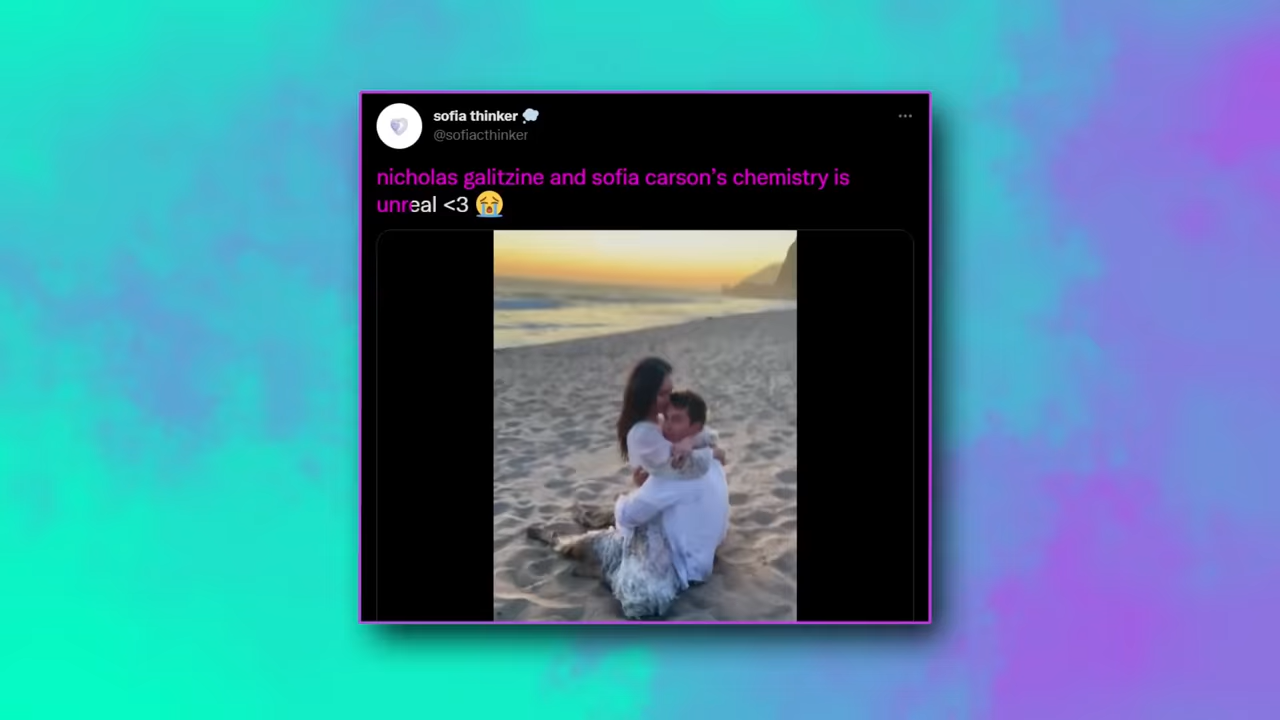 sofia thinker 💭
@sofiacthinker
nicholas galitzine and sofia carson's chemistry is
unreal <3 😭